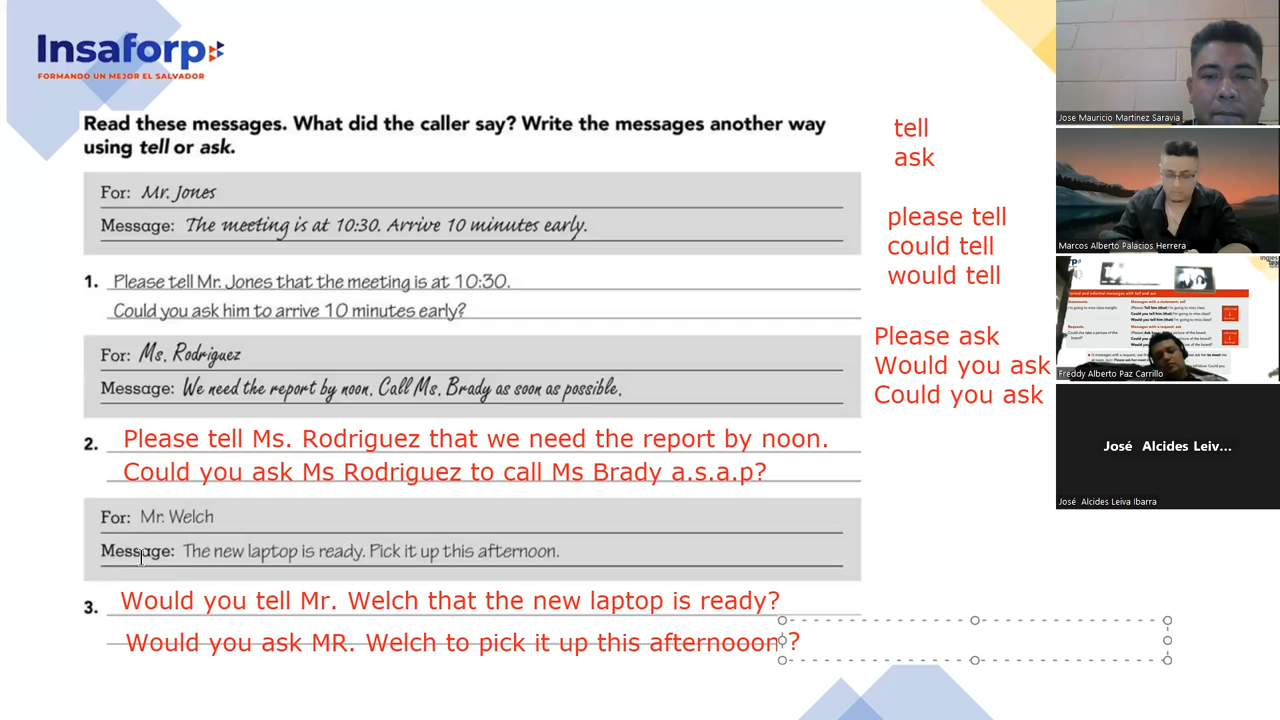 Insaforp
FORMANDO UN MEJOR EL SALVADOR
Read these messages. What did the caller say? Write the messages another way
using tell or ask.
For: Mr. Jones
Message: The meeting is at 10:30. Arrive 10 minutes early.
1. Please tell Mr. Jones that the meeting is at 10:30.
Could you ask him to arrive 10 minutes early?
For: Ms. Rodriguez
Message: We need the report by noon. Call Ms. Brady as soon as possible.
2. Please tell Ms. Rodriguez that we need the report by noon.
Could you ask Ms Rodriguez to call Ms Brady a.s.a.p?
For: Mr. Welch
Message: The new laptop is ready. Pick it up this afternoon.
3. Would you tell Mr. Welch that the new laptop is ready?
Would you ask MR. Welch to pick it up this afternooon?
tell
ask
please tell
could tell
would tell
Please ask
Would you ask
Could you ask
Jose Mauricio Martinez Saravia
Marcos Alberto Palacios Herrera
Freddy Alberto Paz Carrillo
José Alcides Leiv...
José Alcides Leiva Ibarra